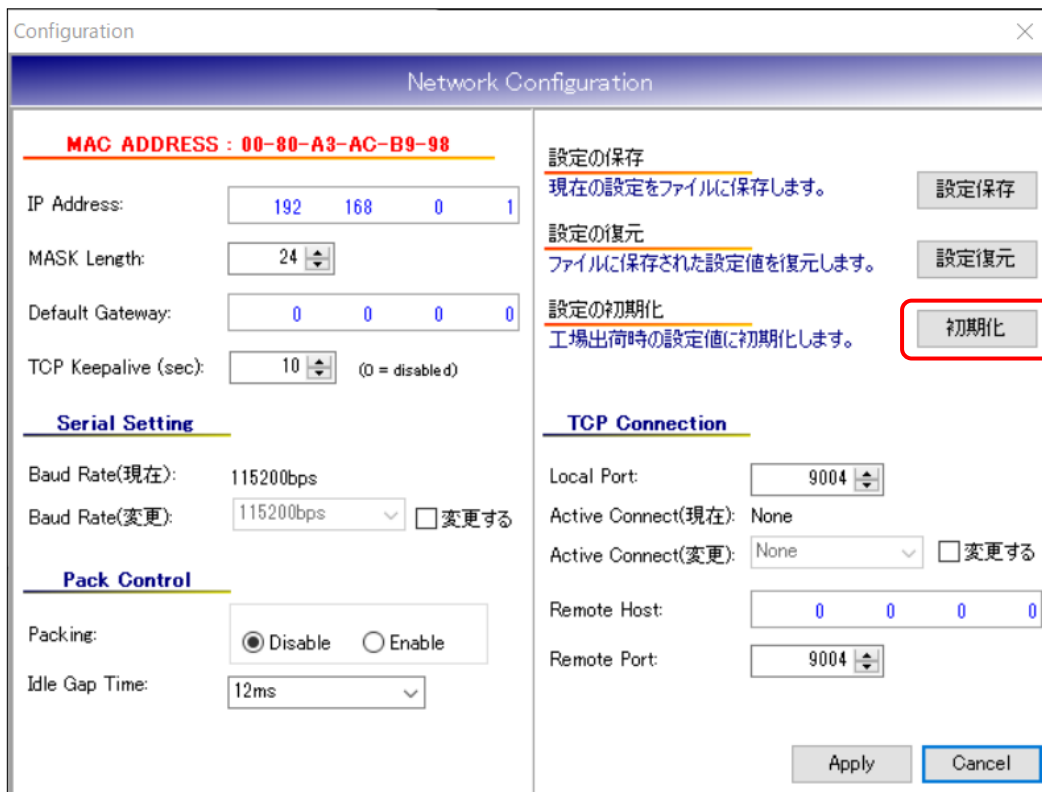 Configuration
Network Configuration
MAC ADDRESS : 00-80-A3-AC-B9-98
IP Address: 192 168 0 1
MASK Length: 24
Default Gateway: 0 0 0 0
TCP Keepalive (sec): 10 (0 = disabled)
Serial Setting
Baud Rate(現在): 115200bps
Baud Rate(変更): 115200bps 変更する
Pack Control
Packing: Disable Enable
Idle Gap Time: 12ms
設定の保存
現在の設定をファイルに保存します。 設定保存
設定の復元
ファイルに保存された設定値を復元します。 設定復元
設定の初期化
工場出荷時の設定値に初期化します。 初期化
TCP Connection
Local Port: 9004
Active Connect(現在): None
Active Connect(変更): None 変更する
Remote Host: 0 0 0 0
Remote Port: 9004
Apply Cancel